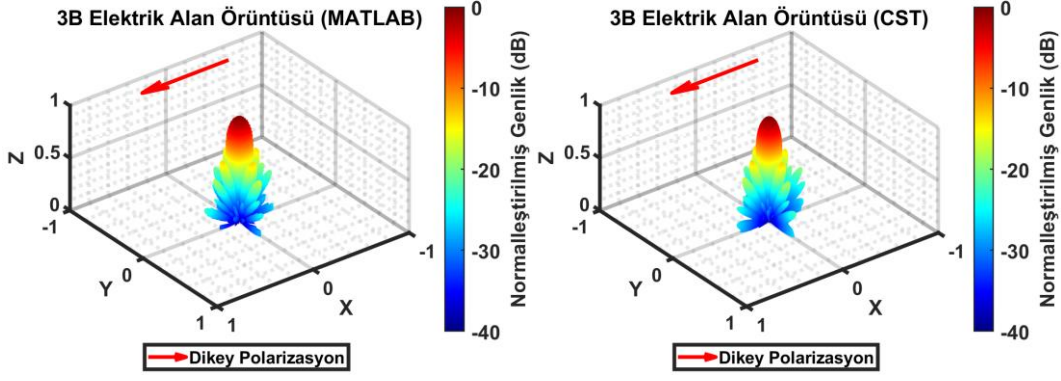 3B Elektrik Alan Örüntüsü (MATLAB)
1
0.5
0
Z
-1
0
1
Y
1
0
-1
X
0
-10
-20
-30
-40
Normalleştirilmiş Genlik (dB)
Dikey Polarizasyon
3B Elektrik Alan Örüntüsü (CST)
1
0.5
0
Z
-1
0
1
Y
1
0
-1
X
0
-10
-20
-30
-40
Normalleştirilmiş Genlik (dB)
Dikey Polarizasyon